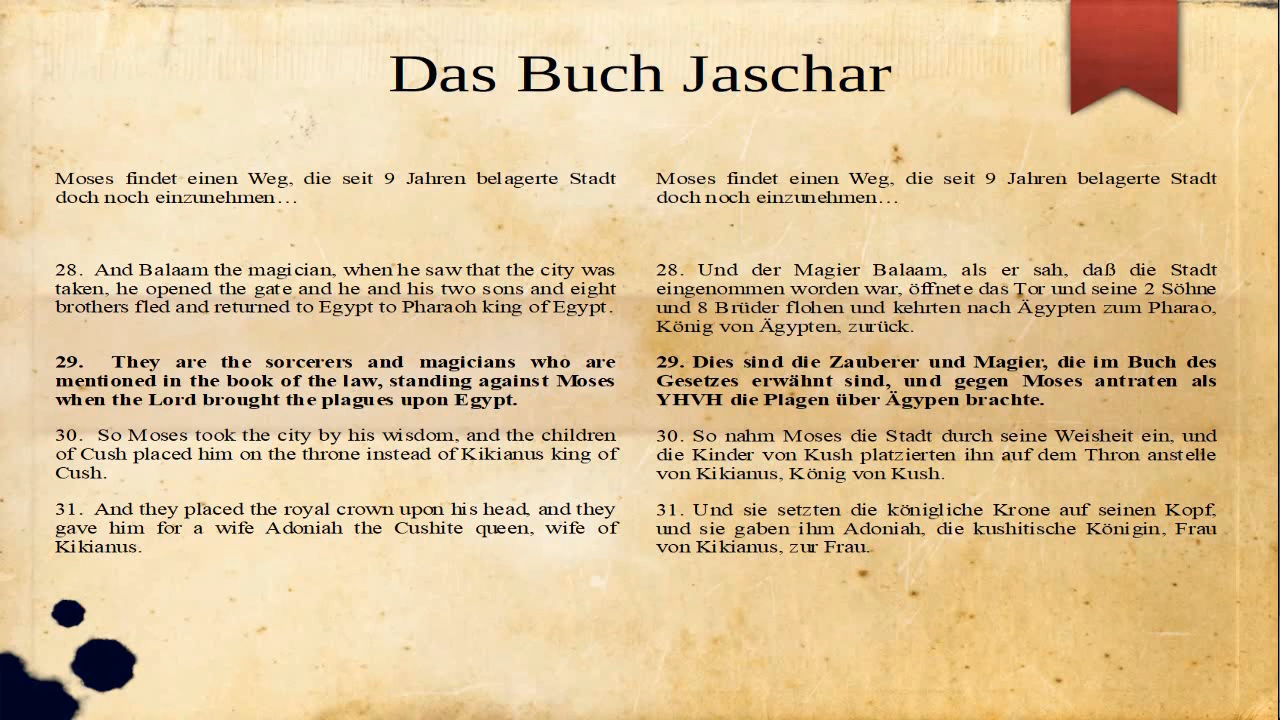 Das Buch Jaschar
Moses findet einen Weg, die seit 9 Jahren belagerte Stadt
doch noch einzunehmen…
28. And Balaam the magician, when he saw that the city was
taken, he opened the gate and he and his two sons and eight
brothers fled and returned to Egypt to Pharaoh king of Egypt.
29. They are the sorcerers and magicians who are
mentioned in the book of the law, standing against Moses
when the Lord brought the plagues upon Egypt.
30. So Moses took the city by his wisdom, and the children
of Cush placed him on the throne instead of Kikianus king of
Cush.
31. And they placed the royal crown upon his head, and they
gave him for a wife Adoniah the Cushite queen, wife of
Kikianus.
Moses findet einen Weg, die seit 9 Jahren belagerte Stadt
doch noch einzunehmen…
28. Und der Magier Balaam, als er sah, daß die Stadt
eingenommen worden war, öffnete das Tor und seine 2 Söhne
und 8 Brüder flohen und kehrten nach Ägypten zum Pharao,
König von Ägypten, zurück.
29. Dies sind die Zauberer und Magier, die im Buch des
Gesetzes erwähnt sind, und gegen Moses antraten als
YHVH die Plagen über Ägypen brachte.
30. So nahm Moses die Stadt durch seine Weisheit ein, und
die Kinder von Kush platzierten ihn auf dem Thron anstelle
von Kikianus, König von Kush.
31. Und sie setzten die königliche Krone auf seinen Kopf,
und sie gaben ihm Adoniah, die kushitische Königin, Frau
von Kikianus, zur Frau.